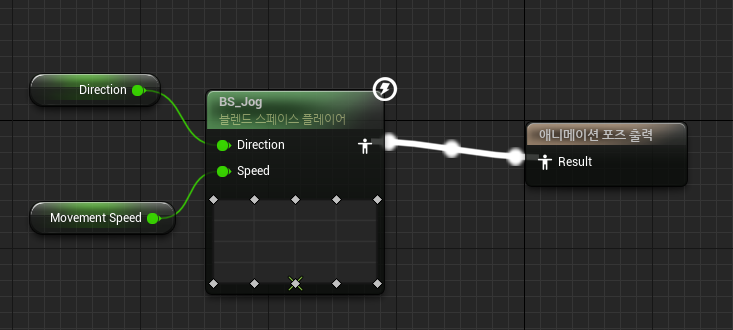 Direction
BS_Jog
블렌드 스페이스 플레이어
Direction
Speed
Movement Speed
애니메이션 포즈 출력
Result